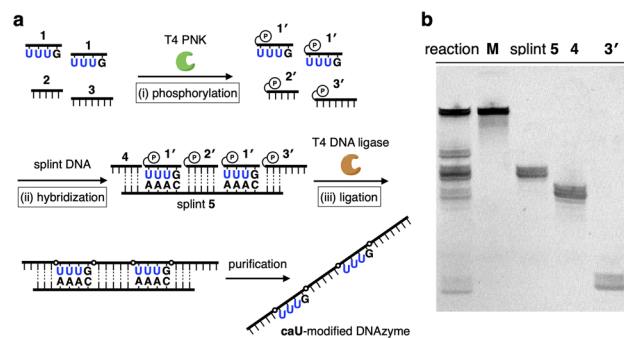 a
1
1
UUUG
UUUG
2
3
T4 PNK
(i) phosphorylation
P
1′
P
1′
UUUG
UUUG
P
2′
P
3′
splint DNA
(ii) hybridization
4
P
1′
P
2′
P
1′
P
3′
UUUG
UUUG
AAAC
AAAC
splint 5
T4 DNA ligase
(iii) ligation
UUUG
UUUG
AAAC
AAAC
purification
UUUG
UUUG
caU-modified DNAzyme
b
reaction M splint 5 4 3′